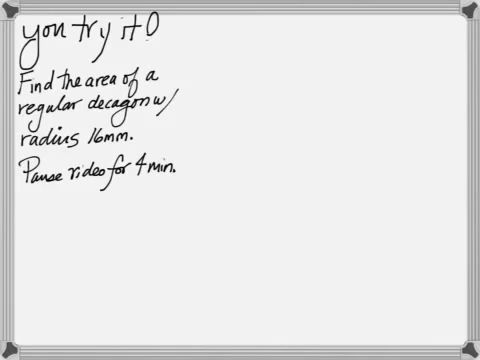 you try it!
Find the area of a
regular decagon w/
radius 16mm.
Pause video for 4 min.